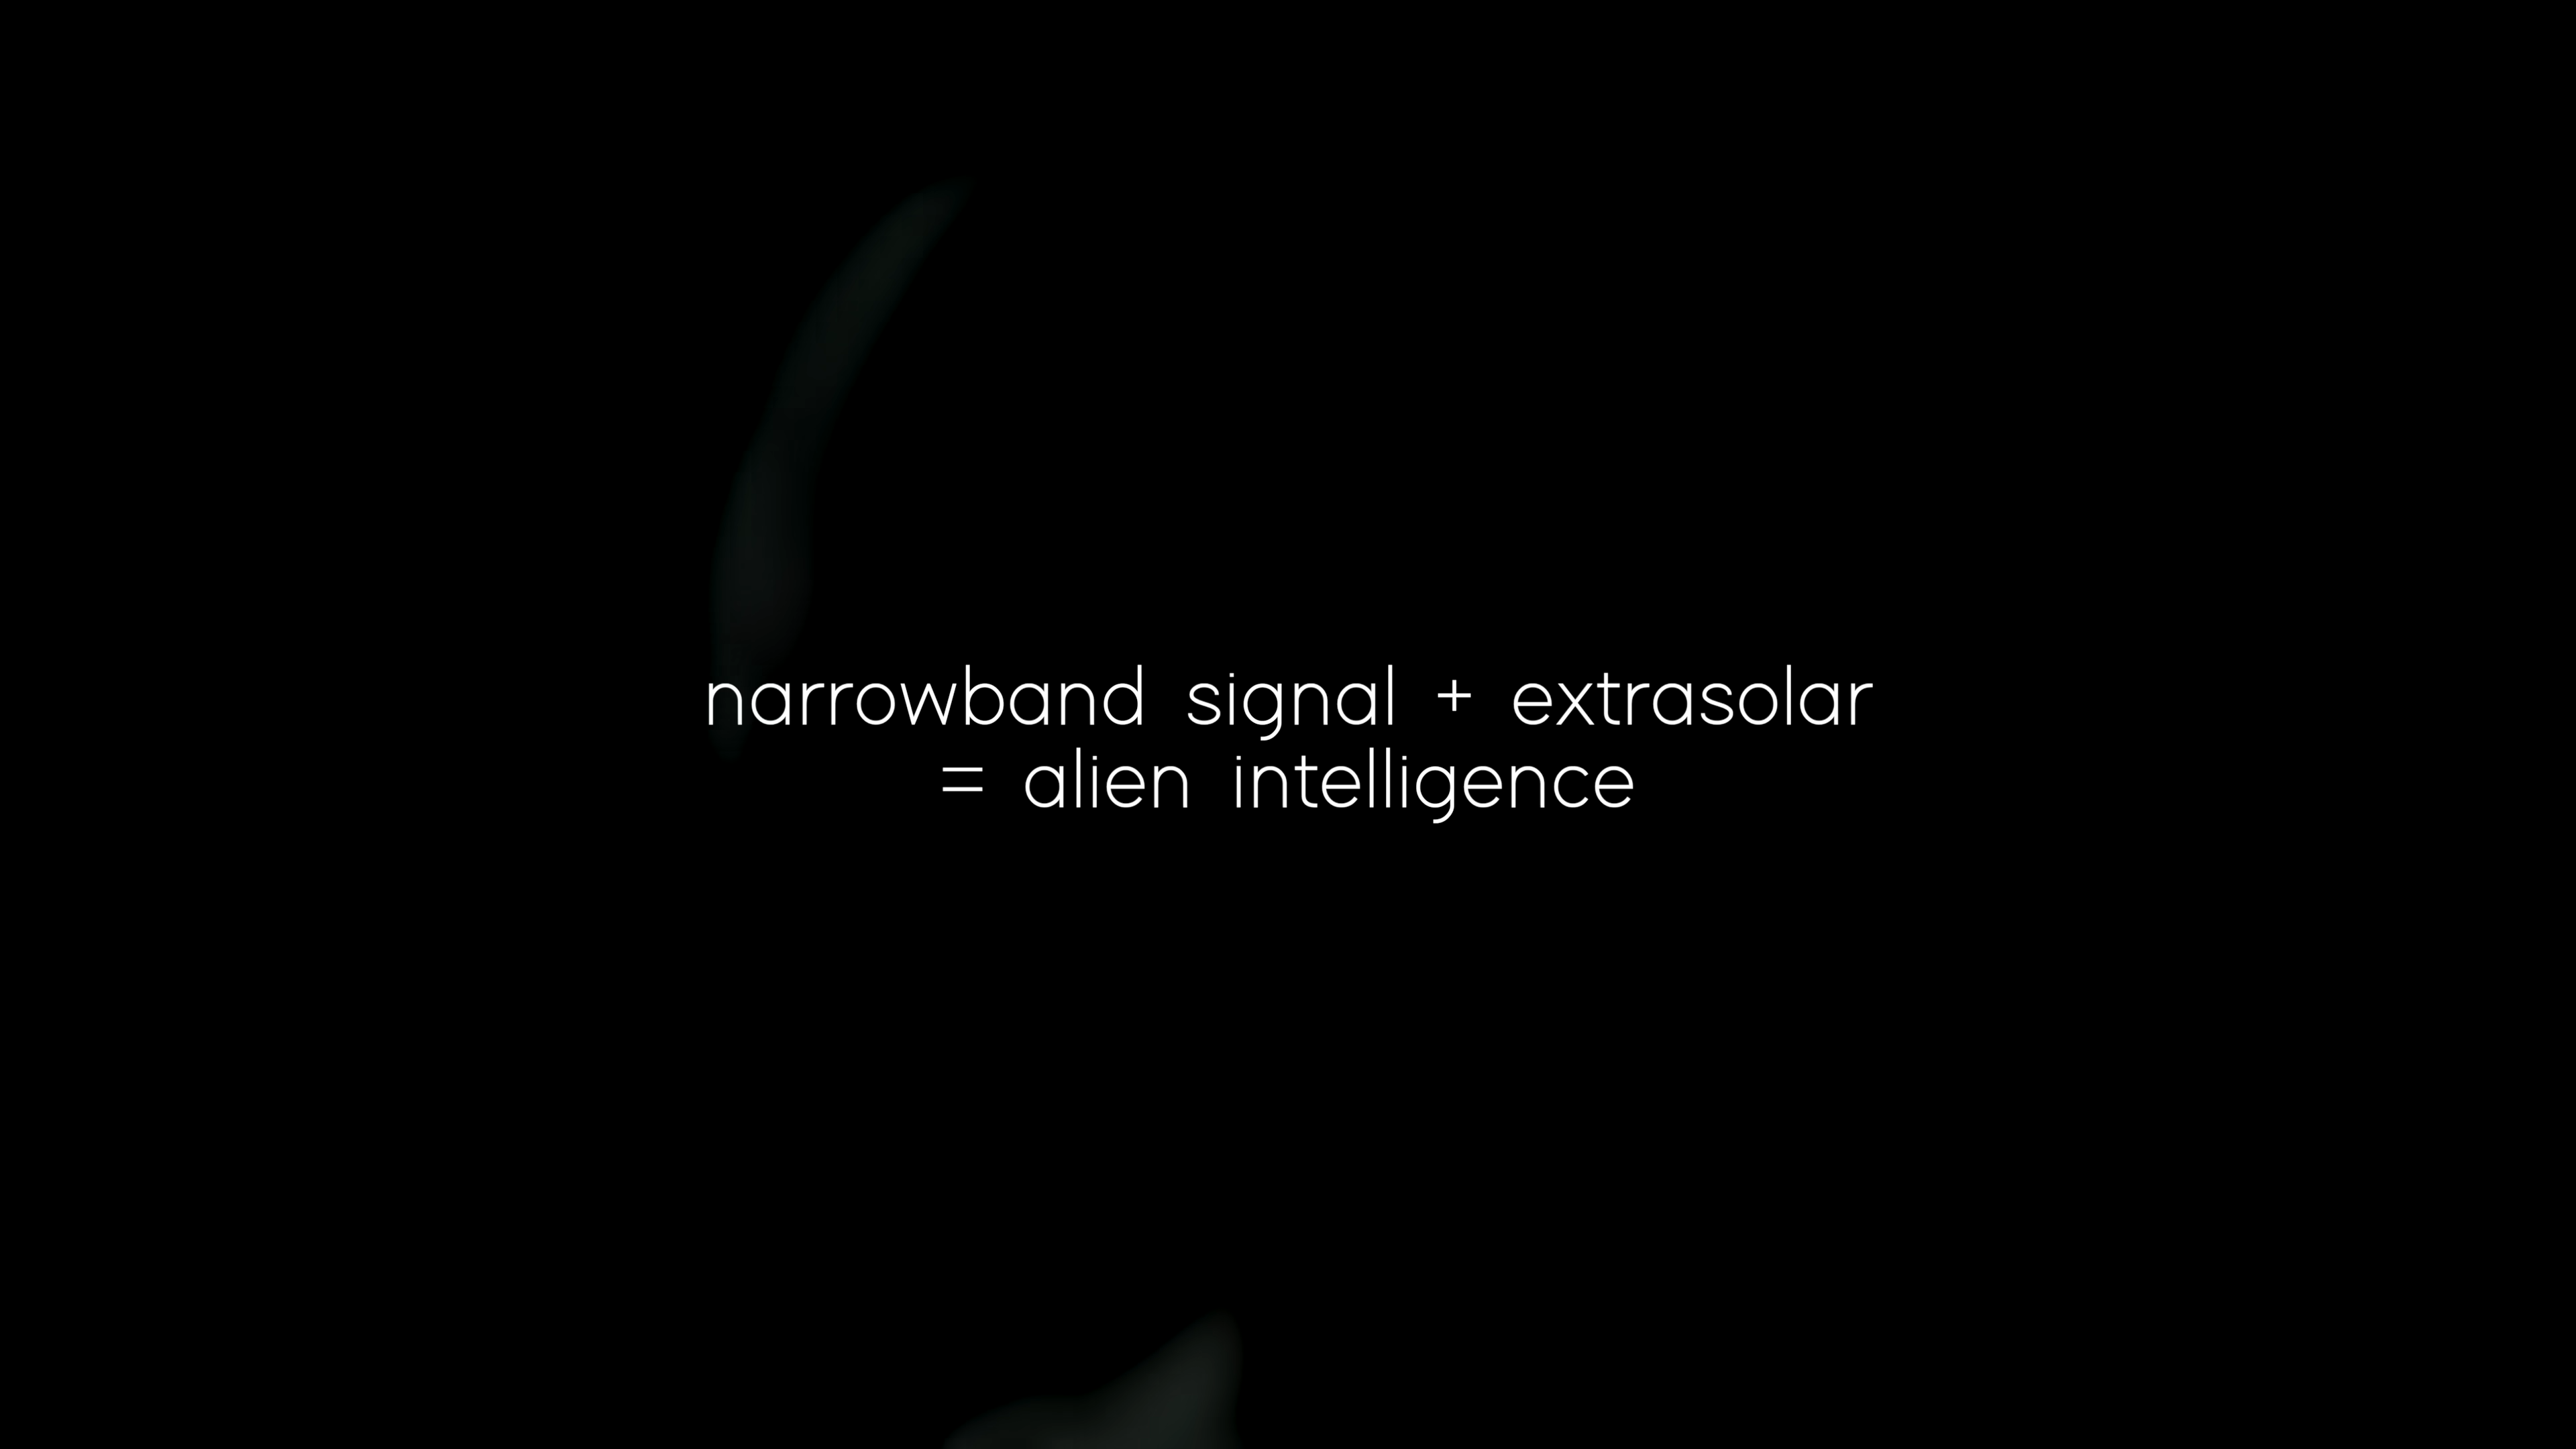 narrowband signal + extrasolar
= alien intelligence